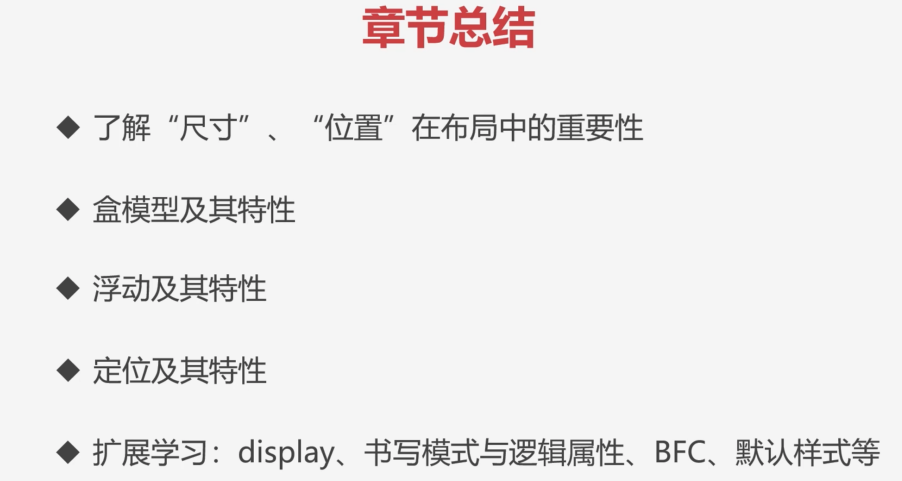 章节总结
◆ 了解“尺寸”、“位置”在布局中的重要性
◆ 盒模型及其特性
◆ 浮动及其特性
◆ 定位及其特性
◆ 扩展学习：display、书写模式与逻辑属性、BFC、默认样式等